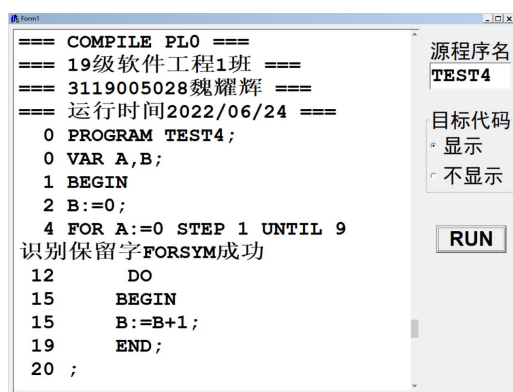 Form1
=== COMPILE PL0 ===
=== 19级软件工程1班 ===
=== 3119005028魏耀辉 ===
=== 运行时间2022/06/24 ===
0 PROGRAM TEST4;
0 VAR A,B;
1 BEGIN
2 B:=0;
4 FOR A:=0 STEP 1 UNTIL 9
识别保留字FORSYM成功
12 DO
15 BEGIN
15 B:=B+1;
19 END;
20 ;
源程序名
TEST4
目标代码
显示
不显示
RUN